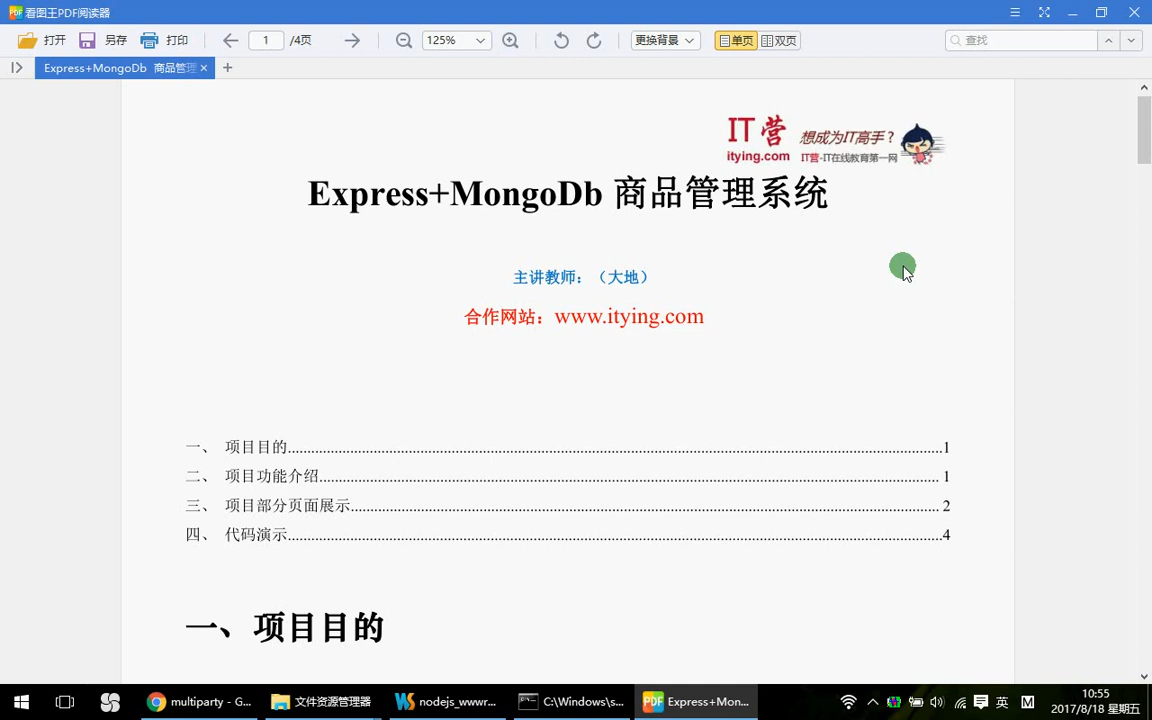 看图王PDF阅读器
打开 另存 打印 1 /4页 125% 更换背景 单页 双页 查找
Express+MongoDb 商品管理
IT营 想成为IT高手？
itying.com IT营-IT在线教育第一网
Express+MongoDb 商品管理系统
主讲教师：（大地）
合作网站：www.itying.com
一、 项目目的........................................1
二、 项目功能介绍........................................1
三、 项目部分页面展示........................................2
四、 代码演示........................................4
一、项目目的
multiparty - G... 文件资源管理器 nodejs_wwwr... C:\Windows\s... Express+Mon... 英 M 10:55
2017/8/18 星期五